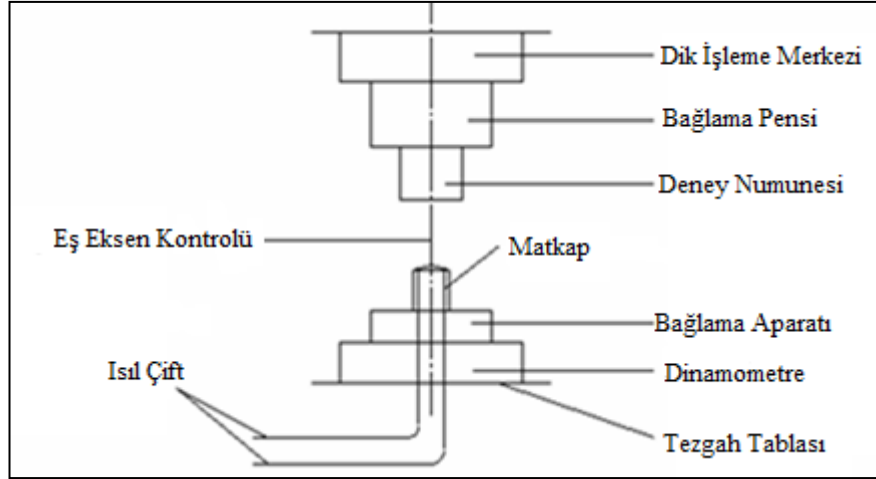 Dik İşleme Merkezi
Bağlama Pensi
Deney Numunesi
Eş Eksen Kontrolü
Matkap
Bağlama Aparatı
Isıl Çift
Dinamometre
Tezgah Tablası